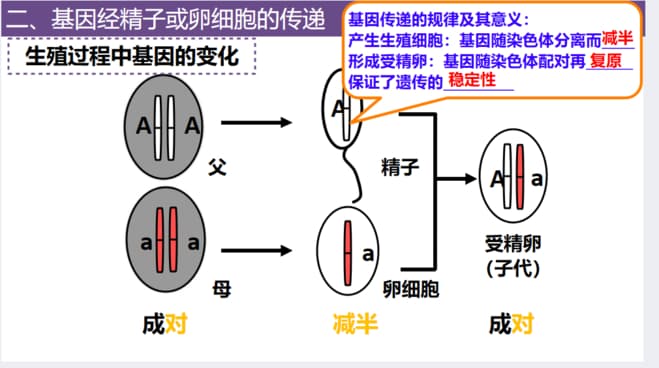 二、基因经精子或卵细胞的传递
基因传递的规律及其意义：
产生生殖细胞：基因随染色体分离而减半
形成受精卵：基因随染色体配对再复原
保证了遗传的稳定性
生殖过程中基因的变化
A A
父
A
精子
A a
受精卵
（子代）
a a
母
a
卵细胞
成对
减半
成对